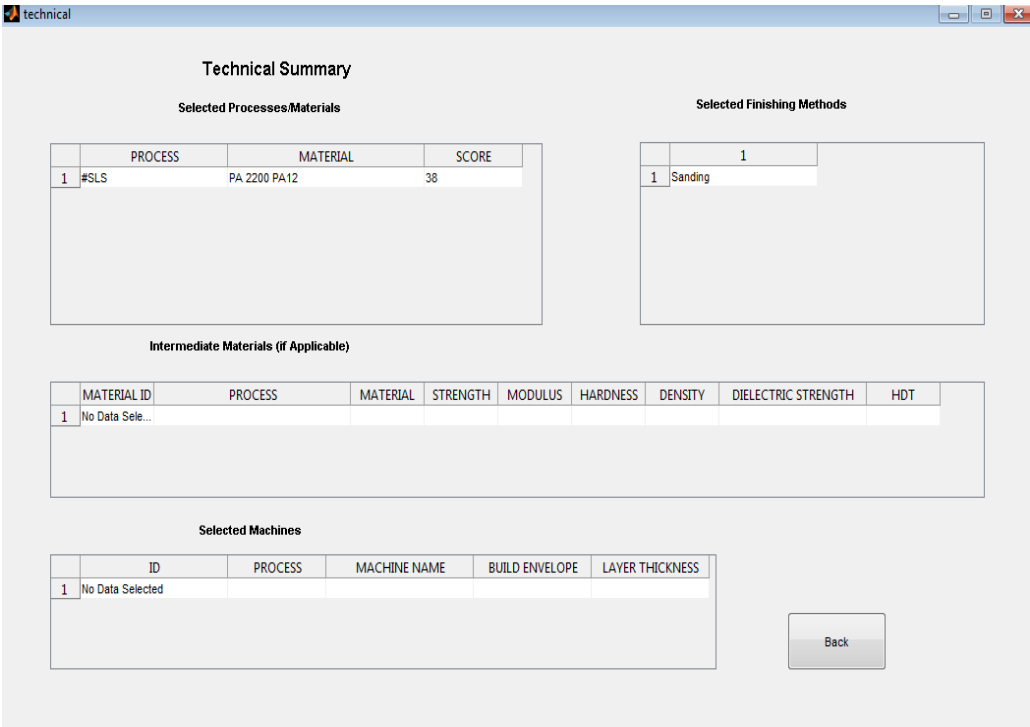 technical
Technical Summary
Selected Processes/Materials
Selected Finishing Methods
PROCESS MATERIAL SCORE
1 #SLS PA 2200 PA12 38
1
1 Sanding
Intermediate Materials (if Applicable)
MATERIAL ID PROCESS MATERIAL STRENGTH MODULUS HARDNESS DENSITY DIELECTRIC STRENGTH HDT
1 No Data Sele...
Selected Machines
ID PROCESS MACHINE NAME BUILD ENVELOPE LAYER THICKNESS
1 No Data Selected
Back